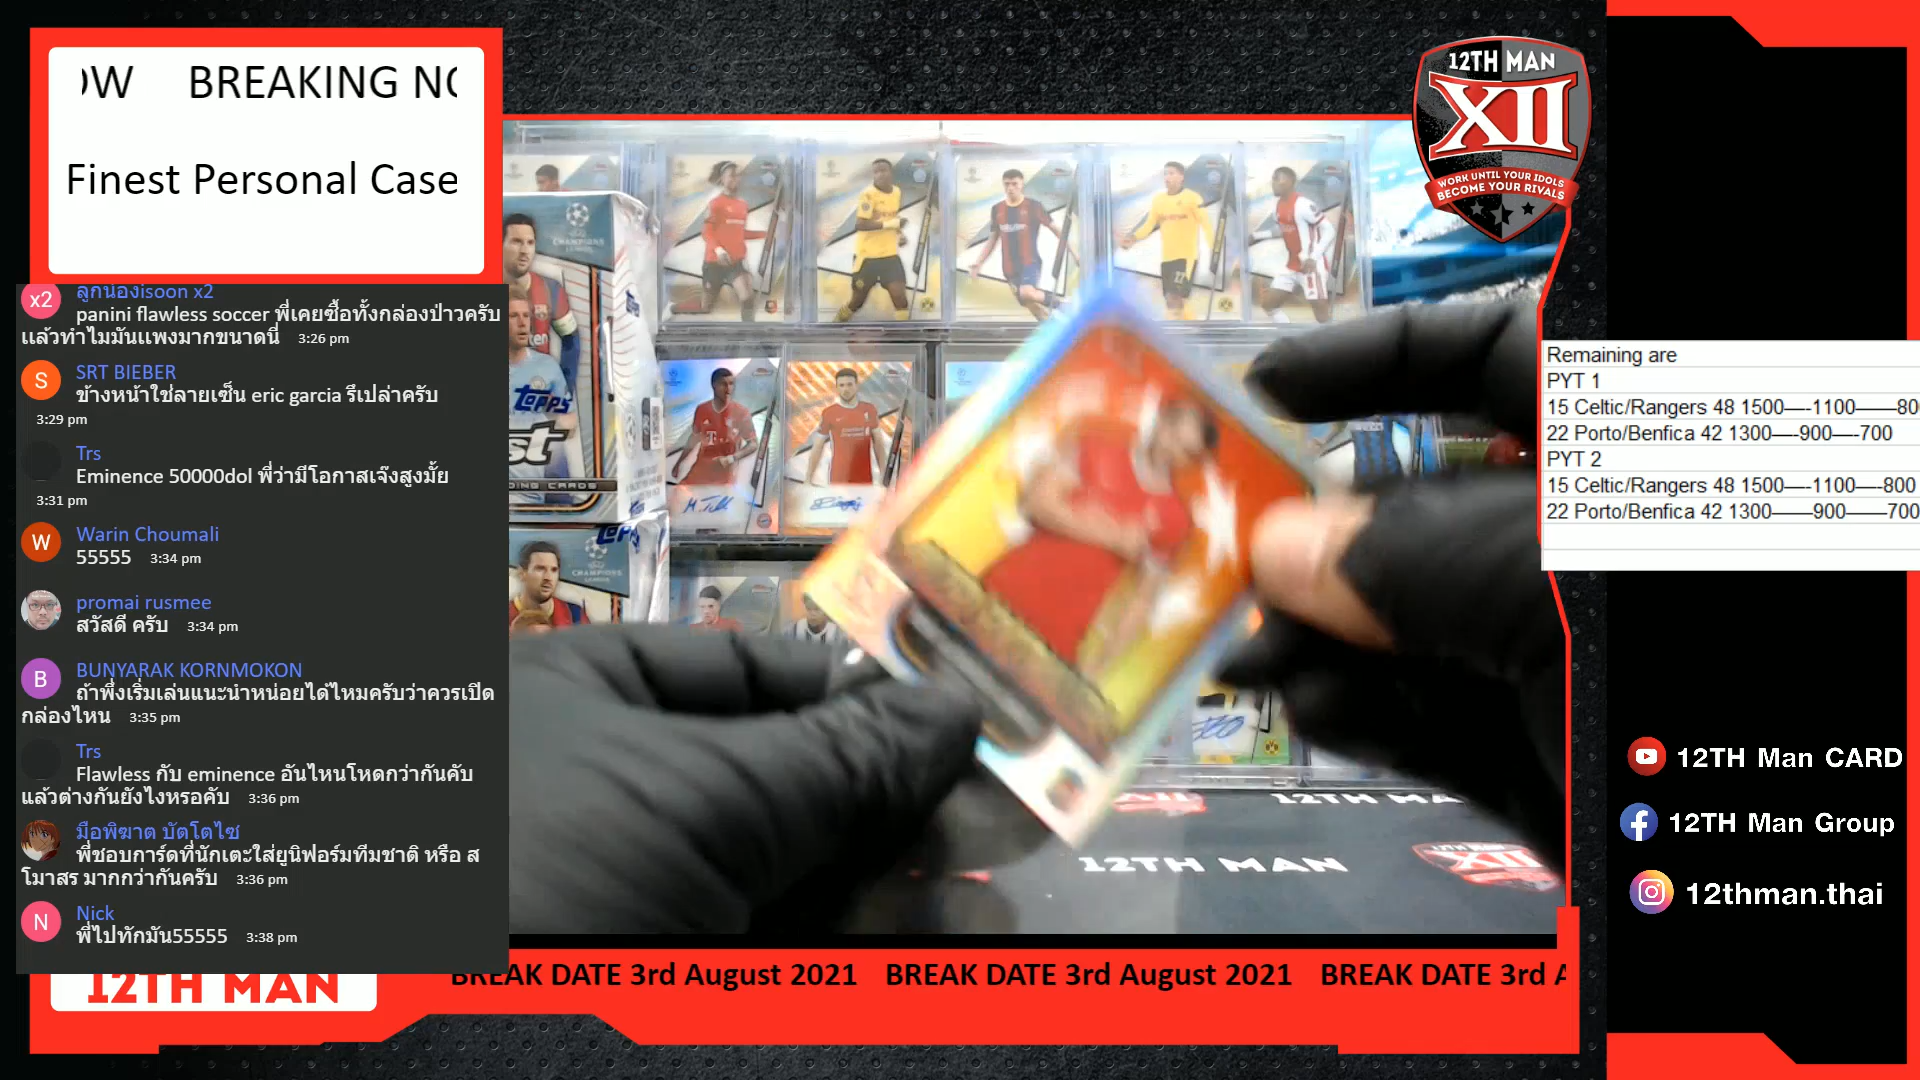 BREAKING
Finest Personal Case
x2
ลูกน้องisoon x2
panini flawless soccer พี่เคยซื้อทั้งกล่องป่าวครับ
แล้วทำไมมันแพงมากขนาดนี่ 3:26 pm
S
SRT BIEBER
ข้างหน้าใช่ลายเซ็น eric garcia รึเปล่าครับ
3:29 pm
Trs
Eminence 50000dol พี่ว่ามีโอกาสเจ๊งสูงมั้ย
3:31 pm
W
Warin Choumali
55555 3:34 pm
promai rusmee
สวัสดี ครับ 3:34 pm
B
BUNYARAK KORNMOKON
ถ้าพึ่งเริ่มเล่นแนะนำหน่อยได้ไหมครับว่าควรเปิด
กล่องไหน 3:35 pm
Trs
Flawless กับ eminence อันไหนโหดกว่ากันคับ
แล้วต่างกันยังไงหรอคับ 3:36 pm
มือพิฆาต บัตโตไซ
พี่ชอบการ์ดที่นักเตะใส่ยูนิฟอร์มทีมชาติ หรือ ส
โมาสร มากกว่ากันครับ 3:36 pm
N
Nick
พี่ไปทักมัน55555 3:38 pm
12TH MAN
BREAK DATE 3rd August 2021 BREAK DATE 3rd August 2021 BREAK DATE 3rd
12TH MAN
XII
WORK UNTIL YOUR IDOLS
BECOME YOUR RIVALS
CHAMPIONS
LEAGUE
TOPPS
12TH MAN
XII
Remaining are
PYT 1
15 Celtic/Rangers 48 1500—-1100——80
22 Porto/Benfica 42 1300—-900—-700
PYT 2
15 Celtic/Rangers 48 1500—-1100—-800
22 Porto/Benfica 42 1300——900——700
12TH Man CARD
12TH Man Group
12thman.thai